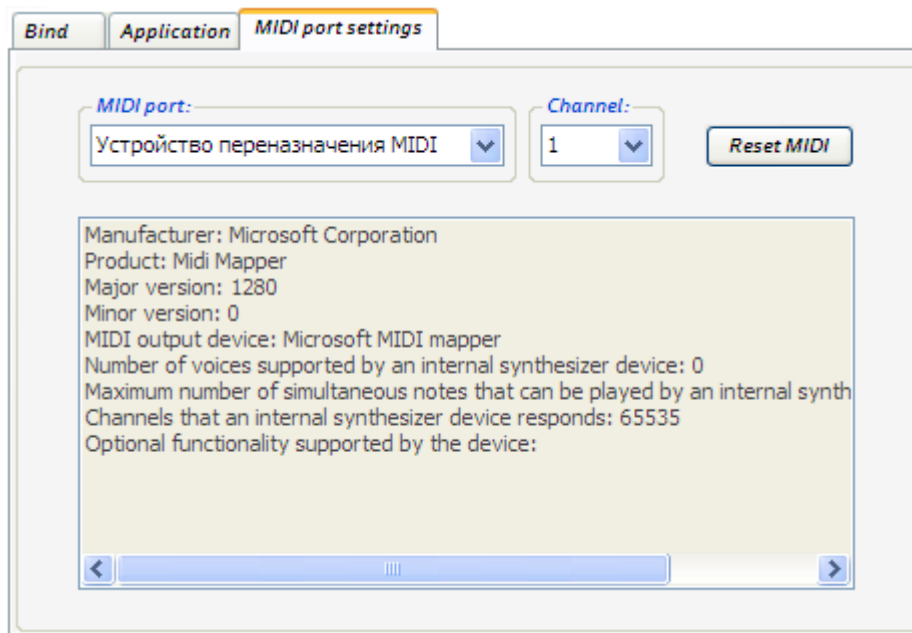 Bind Application MIDI port settings
MIDI port: Channel:
Устройство переназначения MIDI 1 Reset MIDI
Manufacturer: Microsoft Corporation
Product: Midi Mapper
Major version: 1280
Minor version: 0
MIDI output device: Microsoft MIDI mapper
Number of voices supported by an internal synthesizer device: 0
Maximum number of simultaneous notes that can be played by an internal synth
Channels that an internal synthesizer device responds: 65535
Optional functionality supported by the device: